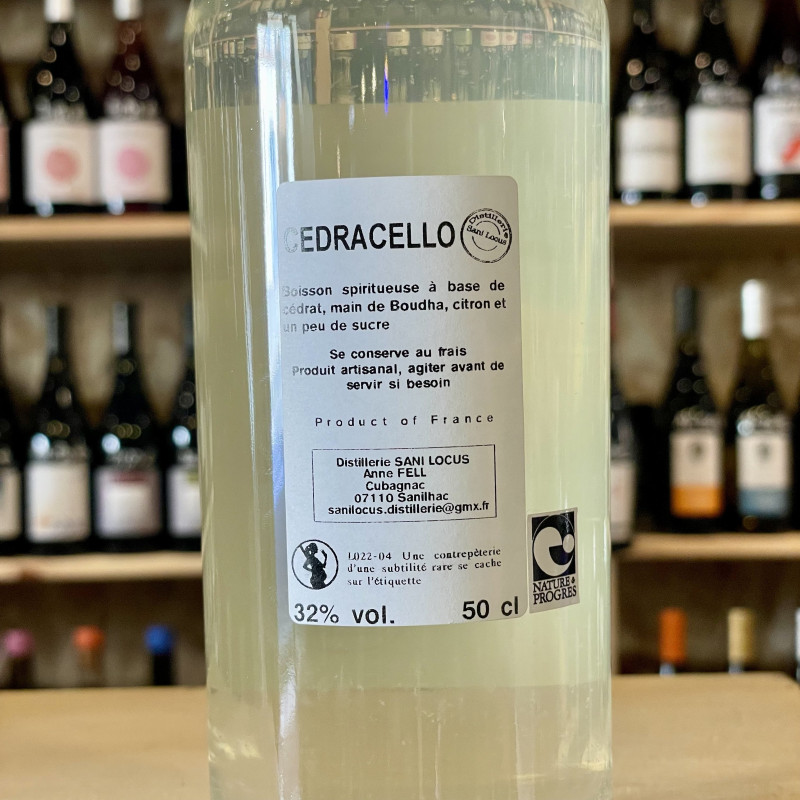 CEDRACELLO
Distillerie
Sani Locus
Boisson spiritueuse à base de
cédrat, main de Boudha, citron et
un peu de sucre
Se conserve au frais
Produit artisanal, agiter avant de
servir si besoin
Product of France
Distillerie SANI LOCUS
Anne FELL
Cubagnac
07110 Sanilhac
sanilocus.distillerie@gmx.fr
L022-04 Une contrepèterie
d'une subtilité rare se cache
sur l'étiquette
32% vol. 50 cl
NATURE &
PROGRES